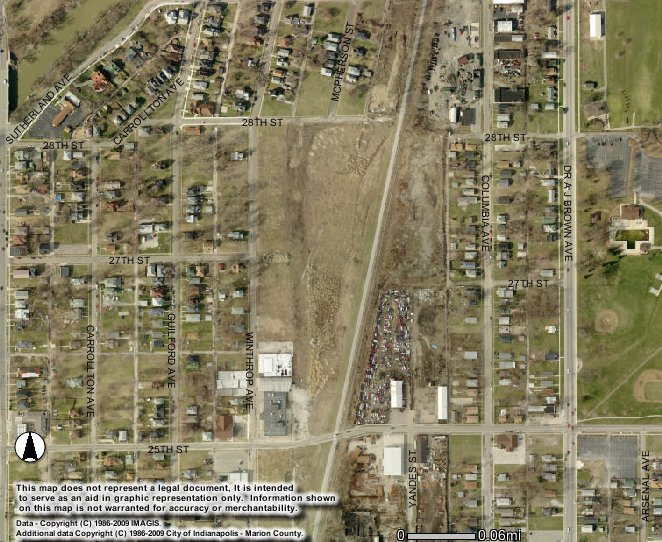 SUTHERLAND AVE
CARROLLTON AVE
MCPHERSON ST
28TH ST
28TH ST
28TH ST
DR A J BROWN AVE
COLUMBIA AVE
27TH ST
27TH ST
CARROLLTON AVE
GUILFORD AVE
WINTHROP AVE
25TH ST
YANDES ST
ARSENAL AVE
This map does not represent a legal document. It is intended
to serve as an aid in graphic representation only. Information shown
on this map is not warranted for accuracy or merchantability.
Data - Copyright (C) 1986-2009 IMAGIS.
Additional data Copyright (C) 1986-2009 City of Indianapolis - Marion County.
0 0.06mi